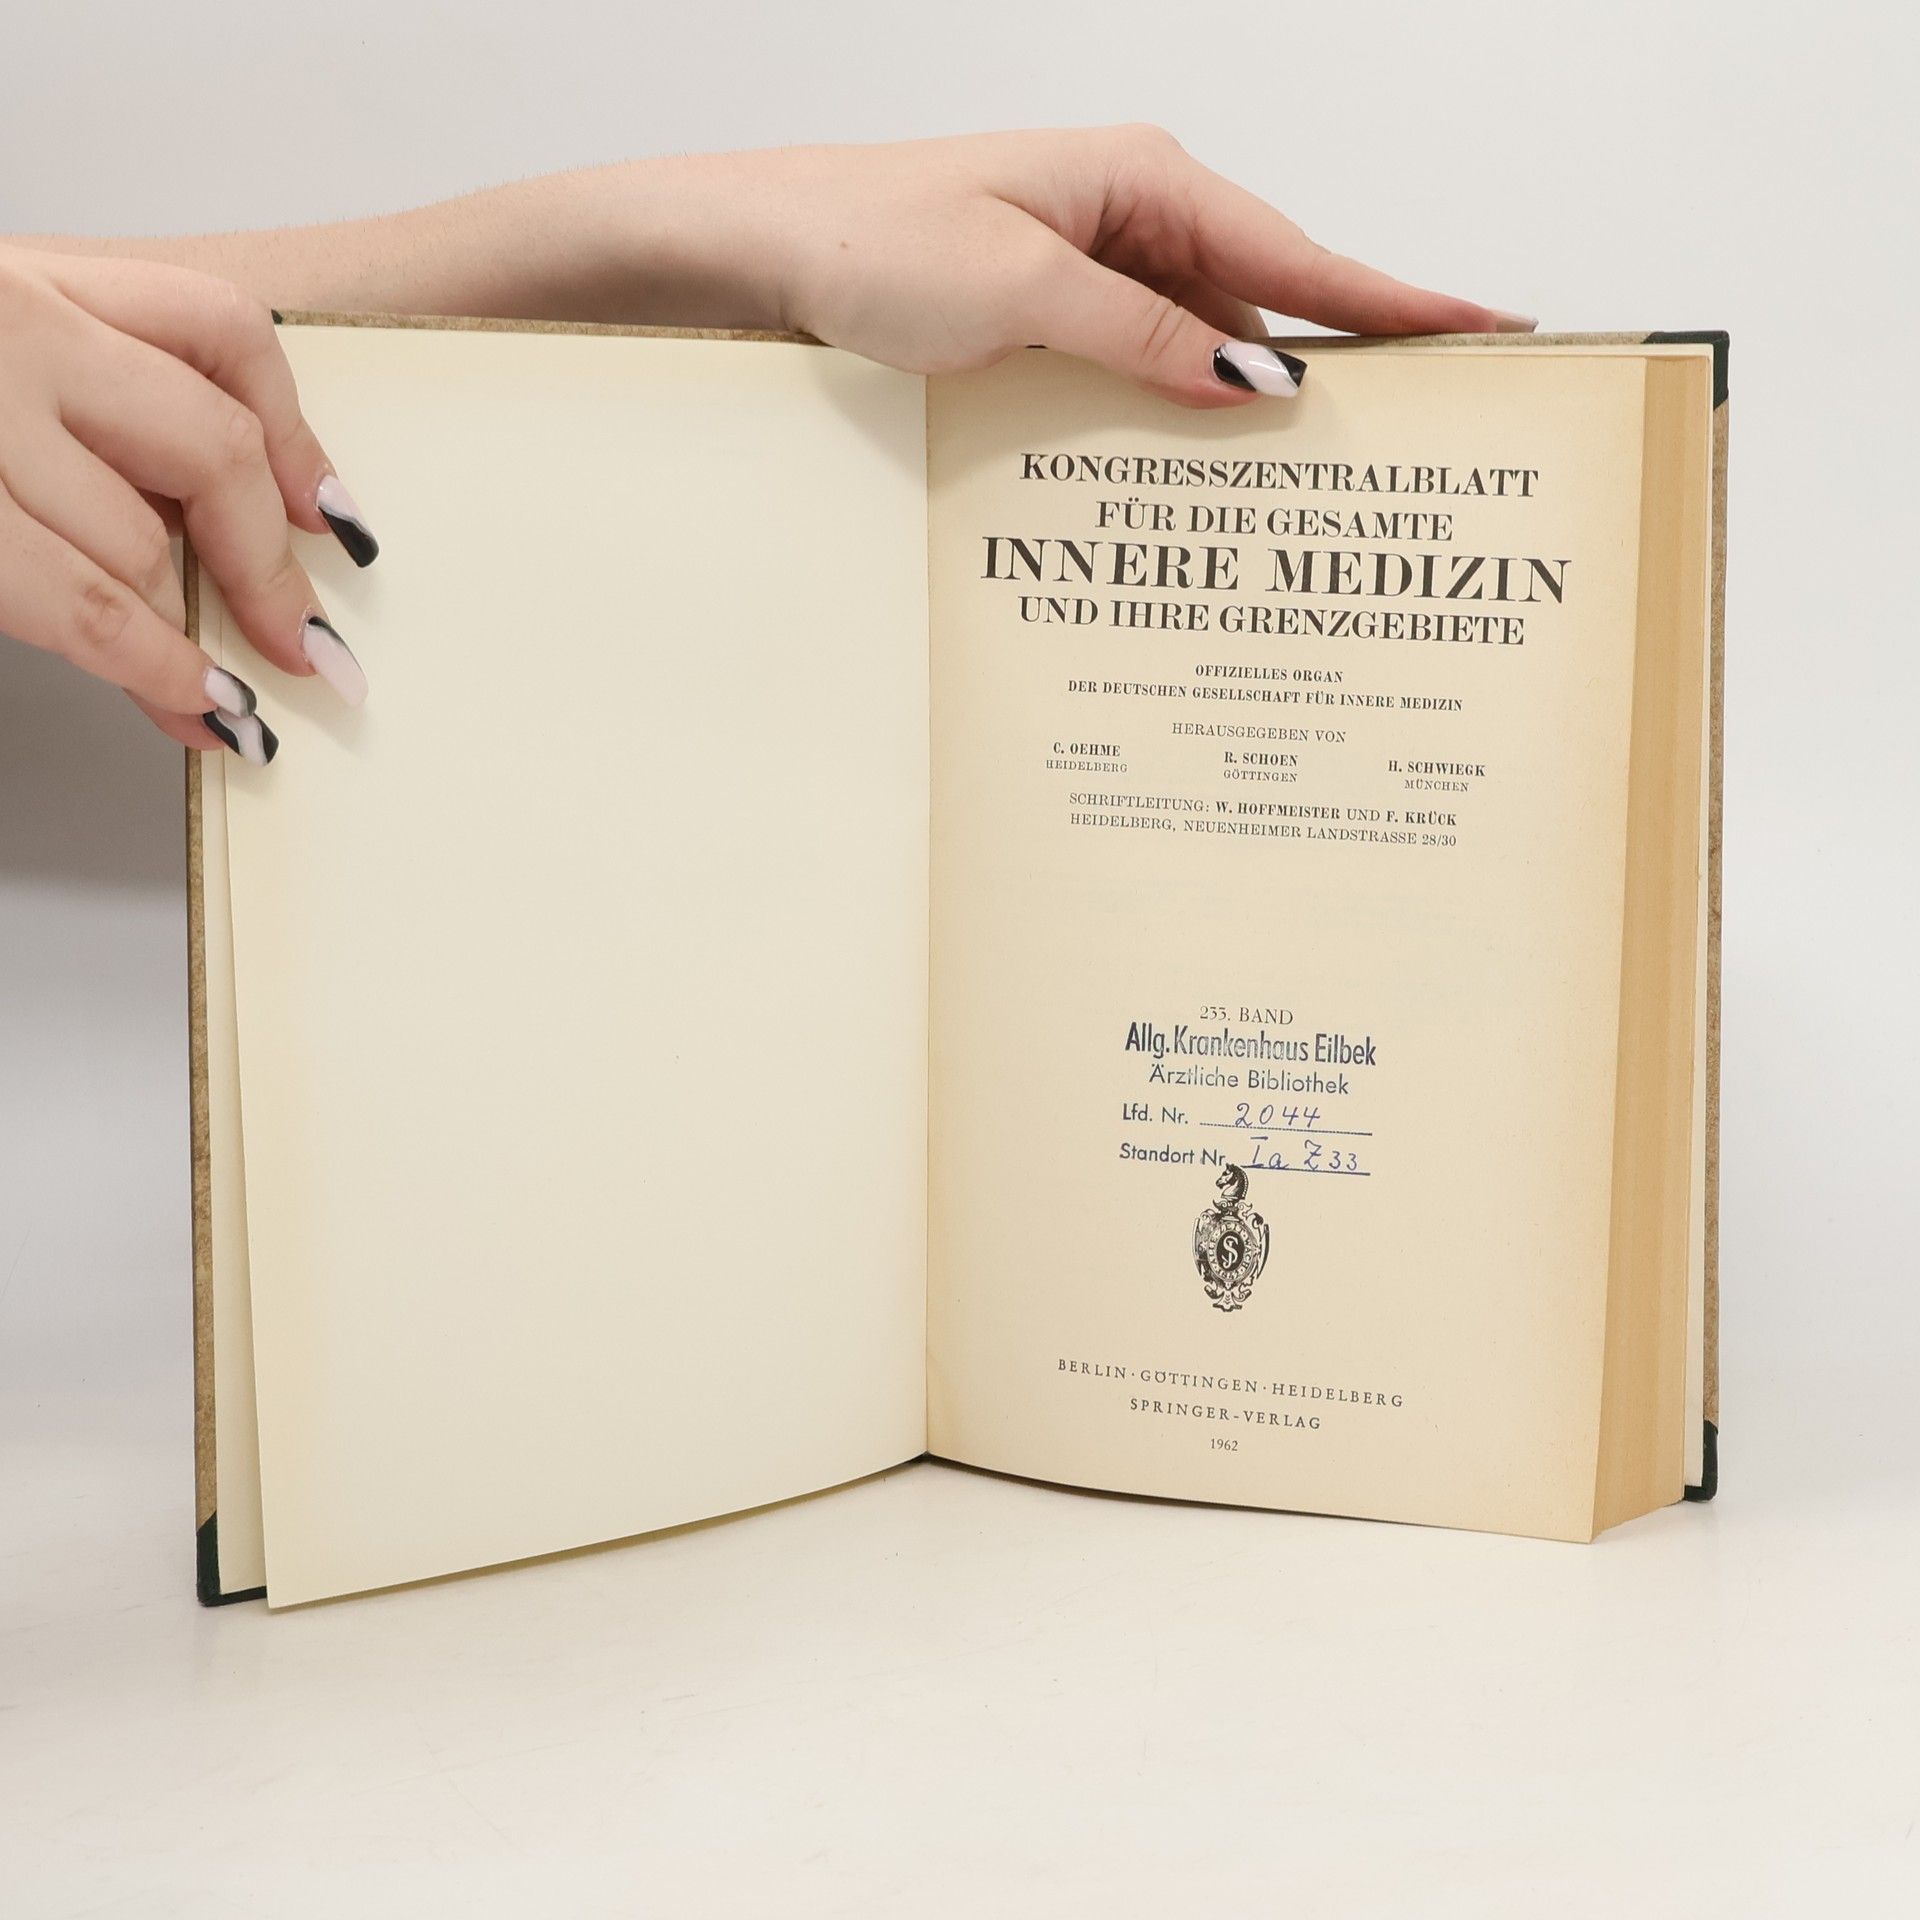 KONGRESSZENTRALBLATT
FÜR DIE GESAMTE
INNERE MEDIZIN
UND IHRE GRENZGEBIETE
OFFIZIELLES ORGAN
DER DEUTSCHEN GESELLSCHAFT FÜR INNERE MEDIZIN
HERAUSGEGEBEN VON
C. OEHME R. SCHOEN H. SCHWIEGK
HEIDELBERG GÖTTINGEN MÜNCHEN
SCHRIFTLEITUNG: W. HOFFMEISTER UND F. KRÜCK
HEIDELBERG, NEUENHEIMER LANDSTRASSE 28/30
233. BAND
Allg. Krankenhaus Eilbek
Ärztliche Bibliothek
Lfd. Nr. 2044
Standort Nr. Ia Z 33
BERLIN · GÖTTINGEN · HEIDELBERG
SPRINGER-VERLAG
1962